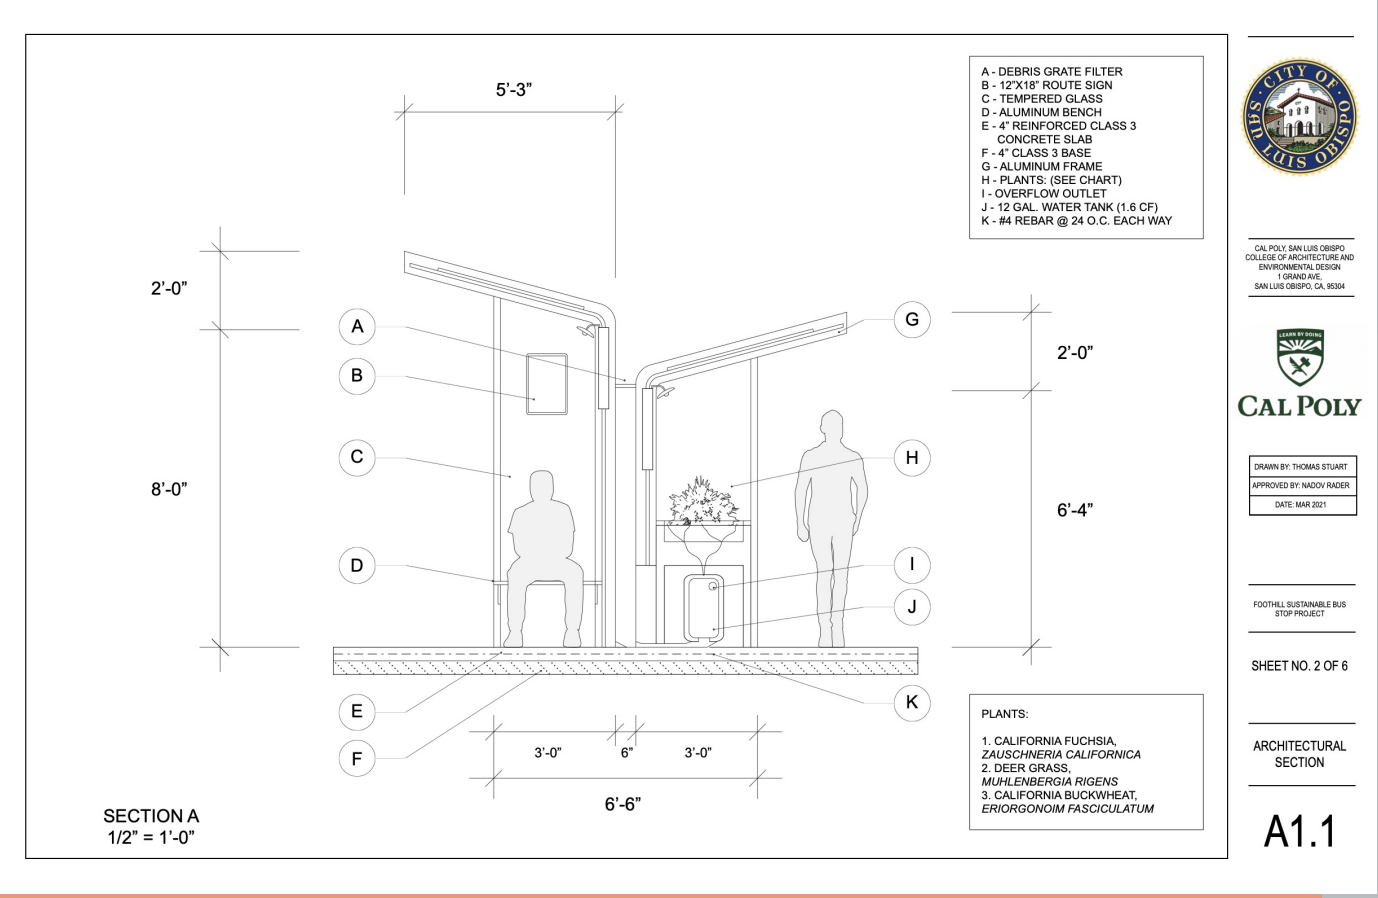 5’-3”
A - DEBRIS GRATE FILTER
B - 12”X18” ROUTE SIGN
C - TEMPERED GLASS
D - ALUMINUM BENCH
E - 4” REINFORCED CLASS 3
CONCRETE SLAB
F - 4” CLASS 3 BASE
G - ALUMINUM FRAME
H - PLANTS: (SEE CHART)
I - OVERFLOW OUTLET
J - 12 GAL. WATER TANK (1.6 CF)
K - #4 REBAR @ 24 O.C. EACH WAY
2’-0”
8’-0”
A
B
C
D
E
F
G
H
I
J
K
2’-0”
6’-4”
3’-0”
6”
3’-0”
6’-6”
SECTION A
1/2” = 1’-0”
PLANTS:
1. CALIFORNIA FUCHSIA,
ZAUSCHNERIA CALIFORNICA
2. DEER GRASS,
MUHLENBERGIA RIGENS
3. CALIFORNIA BUCKWHEAT,
ERIORGONOIM FASCICULATUM
CITY OF
SAN LUIS OBISPO
CAL POLY, SAN LUIS OBISPO
COLLEGE OF ARCHITECTURE AND
ENVIRONMENTAL DESIGN
1 GRAND AVE,
SAN LUIS OBISPO, CA, 95304
LEARN BY DOING
CAL POLY
DRAWN BY: THOMAS STUART
APPROVED BY: NADOV RADER
DATE: MAR 2021
FOOTHILL SUSTAINABLE BUS
STOP PROJECT
SHEET NO. 2 OF 6
ARCHITECTURAL
SECTION
A1.1